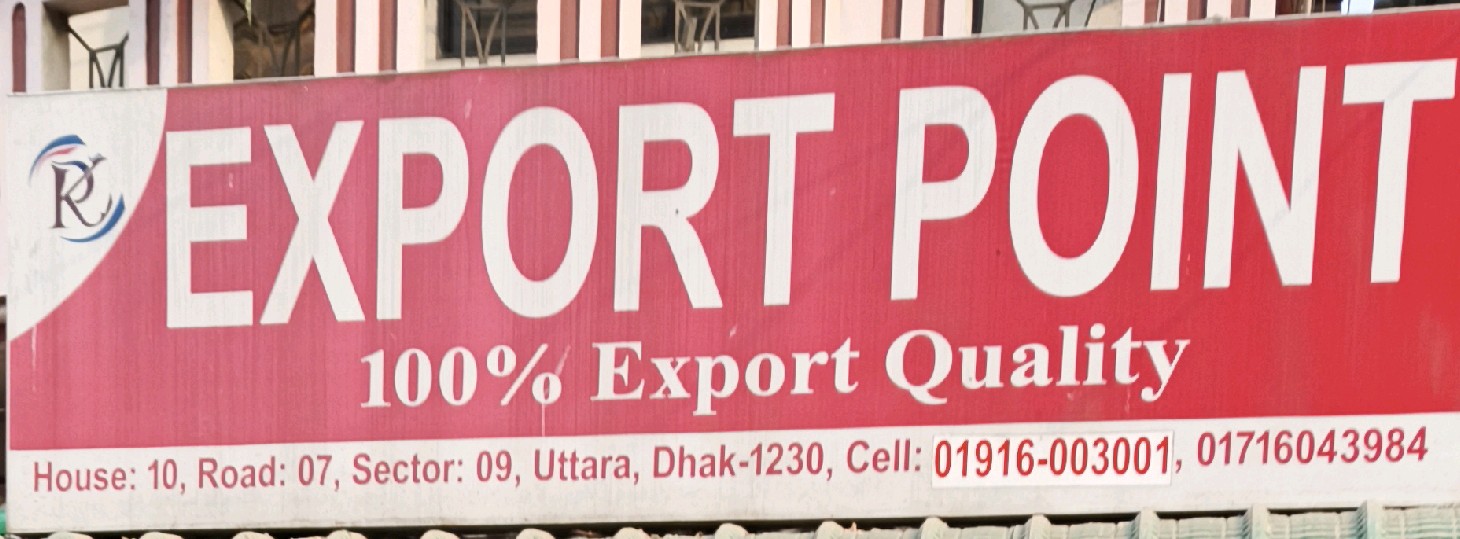 EXPORT POINT
100% Export Quality
House: 10, Road: 07, Sector: 09, Uttara, Dhak-1230, Cell: 01916-003001, 01716043984